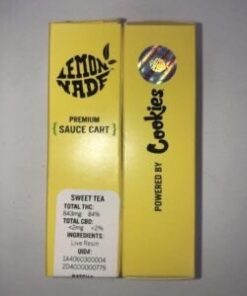 LEMON
NADE
PREMIUM
{ SAUCE CART }
SWEET TEA
TOTAL THC:
843mg 84%
TOTAL CBD:
<2mg <2%
INGREDIENTS:
Live Resin
UID#:
1A4060300004
2D4000000775
POWERED BY Cookies